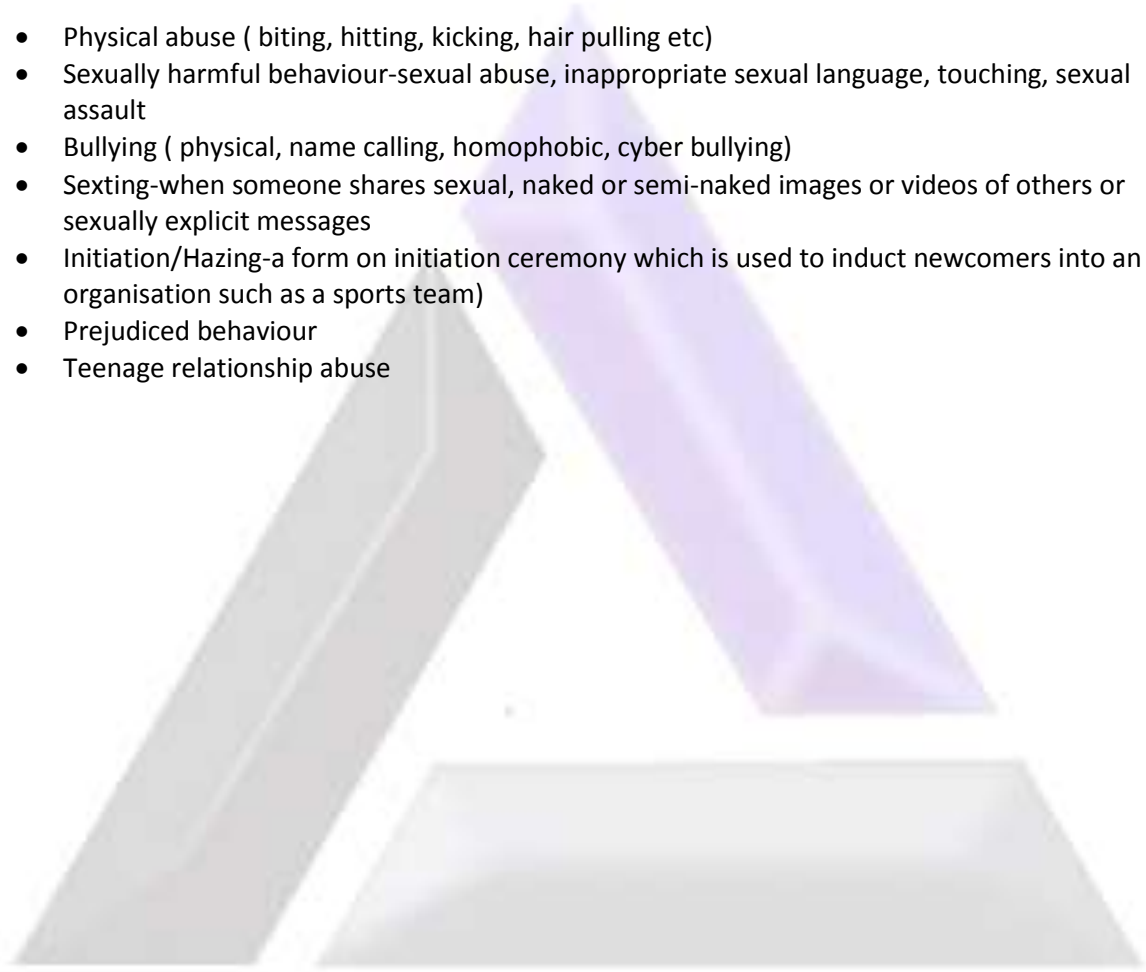 • Physical abuse ( biting, hitting, kicking, hair pulling etc)
• Sexually harmful behaviour-sexual abuse, inappropriate sexual language, touching, sexual
assault
• Bullying ( physical, name calling, homophobic, cyber bullying)
• Sexting-when someone shares sexual, naked or semi-naked images or videos of others or
sexually explicit messages
• Initiation/Hazing-a form on initiation ceremony which is used to induct newcomers into an
organisation such as a sports team)
• Prejudiced behaviour
• Teenage relationship abuse